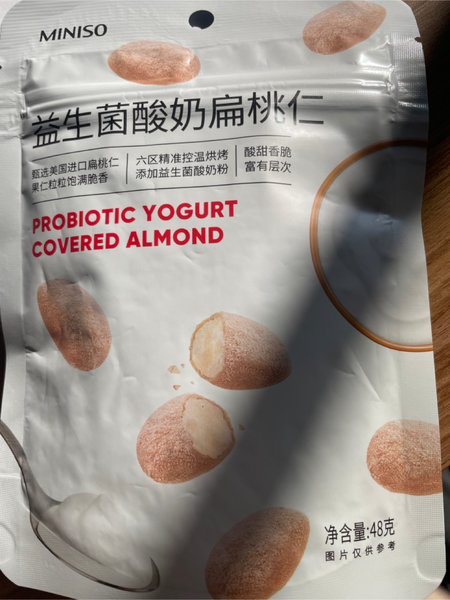 MINISO
益生菌酸奶扁桃仁
甄选美国进口扁桃仁 六区精准控温烘烤 酸甜香脆
果仁粒粒饱满脆香 添加益生菌酸奶粉 富有层次
PROBIOTIC YOGURT
COVERED ALMOND
净含量:48克
图片仅供参考